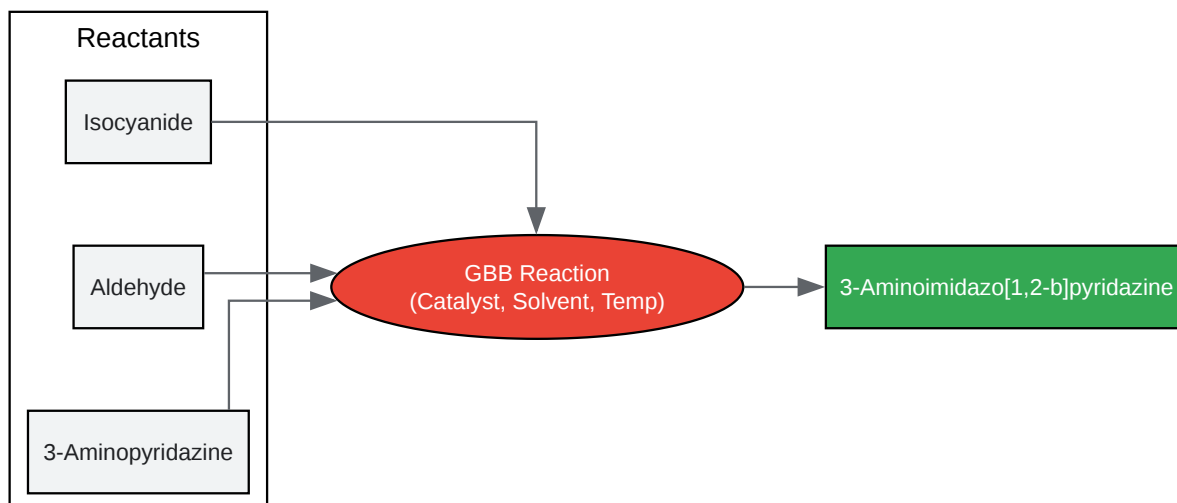 Reactants
Isocyanide
Aldehyde
3-Aminopyridazine
GBB Reaction
(Catalyst, Solvent, Temp)
3-Aminoimidazo[1,2-b]pyridazine